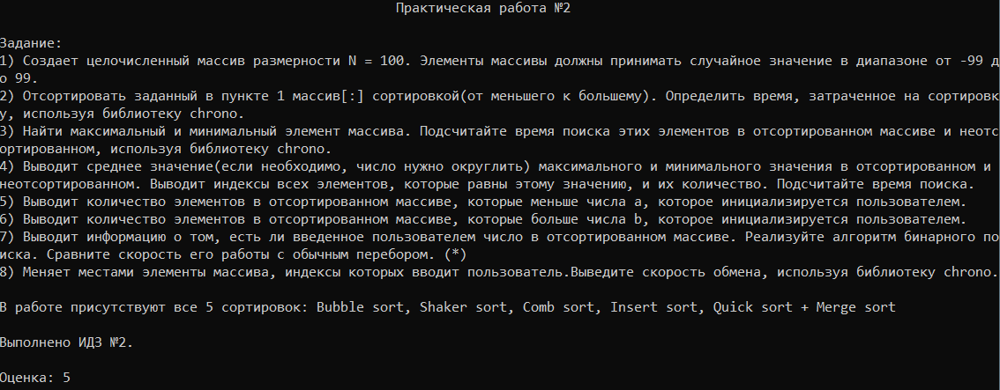 Практическая работа №2
Задание:
1) Создает целочисленный массив размерности N = 100. Элементы массивы должны принимать случайное значение в диапазоне от -99 д
о 99.
2) Отсортировать заданный в пункте 1 массив[:] сортировкой(от меньшего к большему). Определить время, затраченное на сортировк
у, используя библиотеку chrono.
3) Найти максимальный и минимальный элемент массива. Подсчитайте время поиска этих элементов в отсортированном массиве и неотс
ортированном, используя библиотеку chrono.
4) Выводит среднее значение(если необходимо, число нужно округлить) максимального и минимального значения в отсортированном и
неотсортированном. Выводит индексы всех элементов, которые равны этому значению, и их количество. Подсчитайте время поиска.
5) Выводит количество элементов в отсортированном массиве, которые меньше числа a, которое инициализируется пользователем.
6) Выводит количество элементов в отсортированном массиве, которые больше числа b, которое инициализируется пользователем.
7) Выводит информацию о том, есть ли введенное пользователем число в отсортированном массиве. Реализуйте алгоритм бинарного по
иска. Сравните скорость его работы с обычным перебором. (*)
8) Меняет местами элементы массива, индексы которых вводит пользователь.Выведите скорость обмена, используя библиотеку chrono.
В работе присутствуют все 5 сортировок: Bubble sort, Shaker sort, Comb sort, Insert sort, Quick sort + Merge sort
Выполнено ИДЗ №2.
Оценка: 5